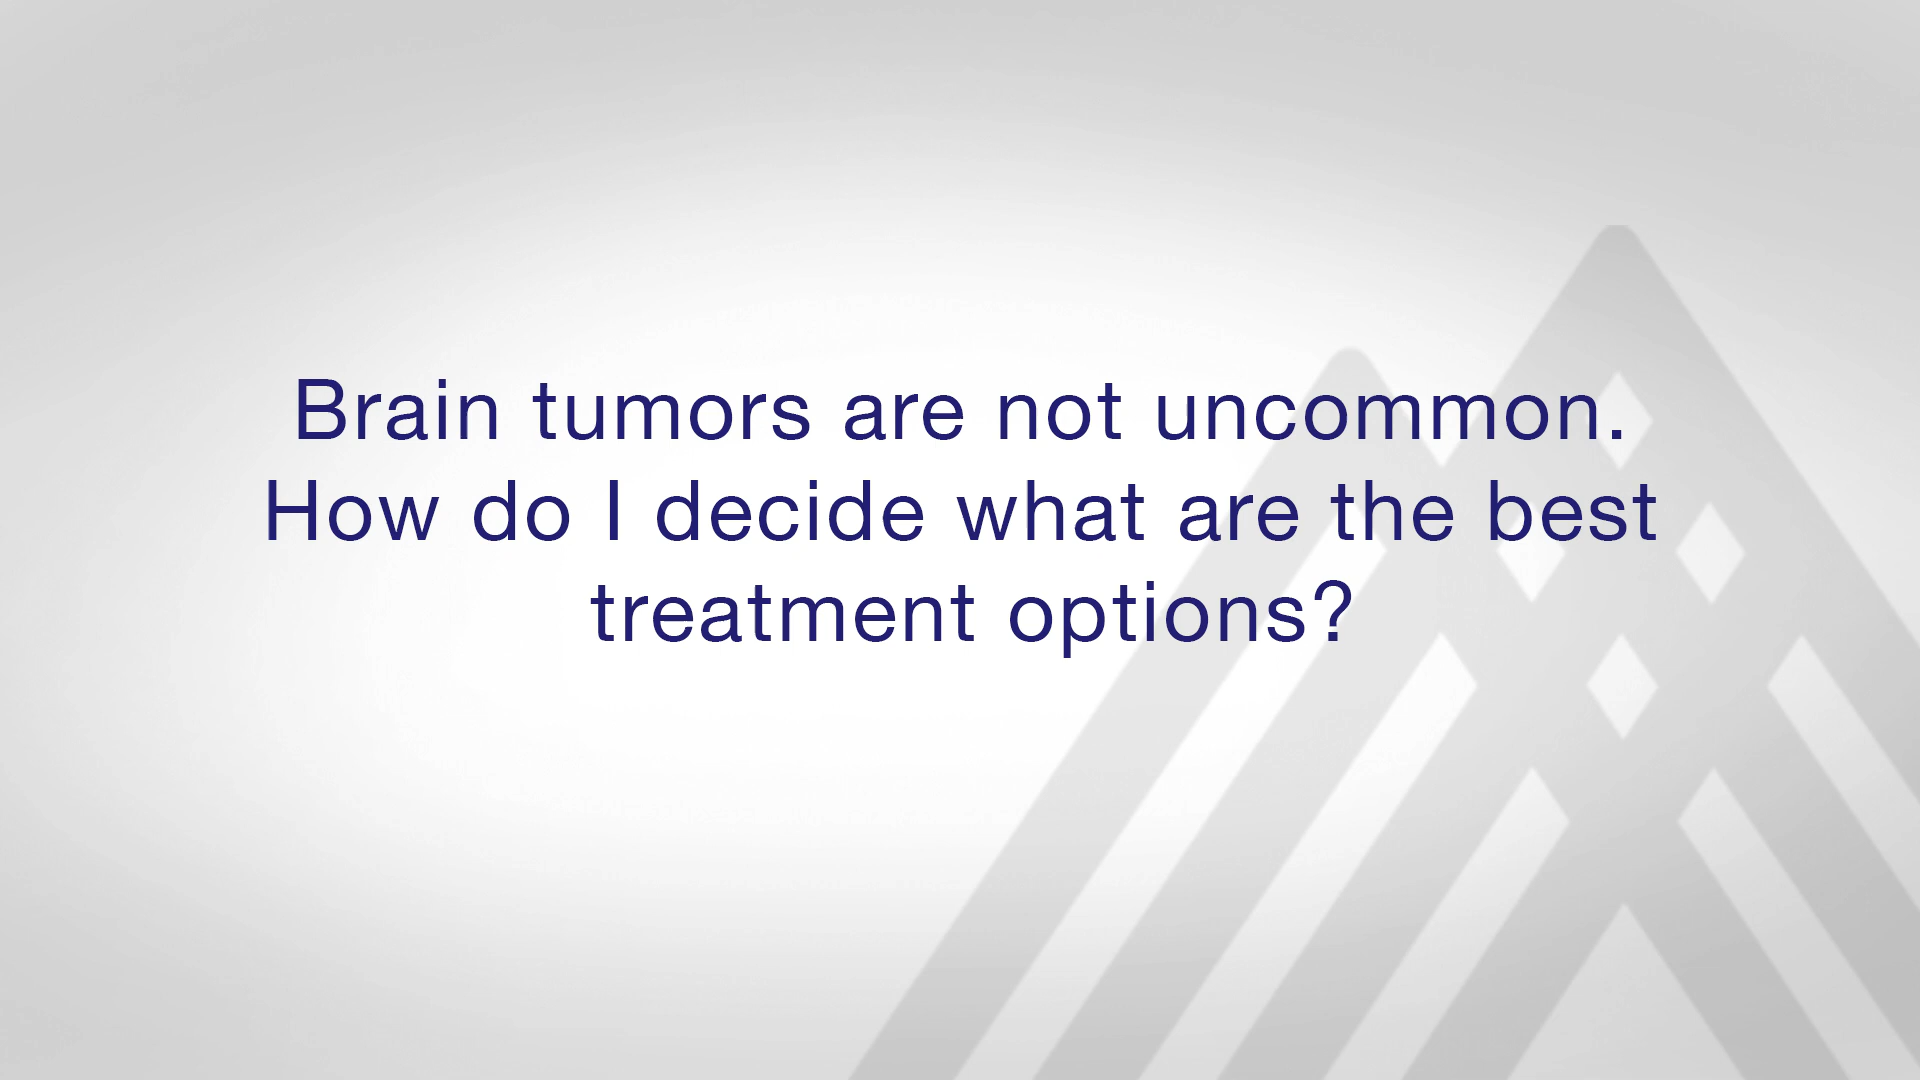 Brain tumors are not uncommon.
How do I decide what are the best
treatment options?